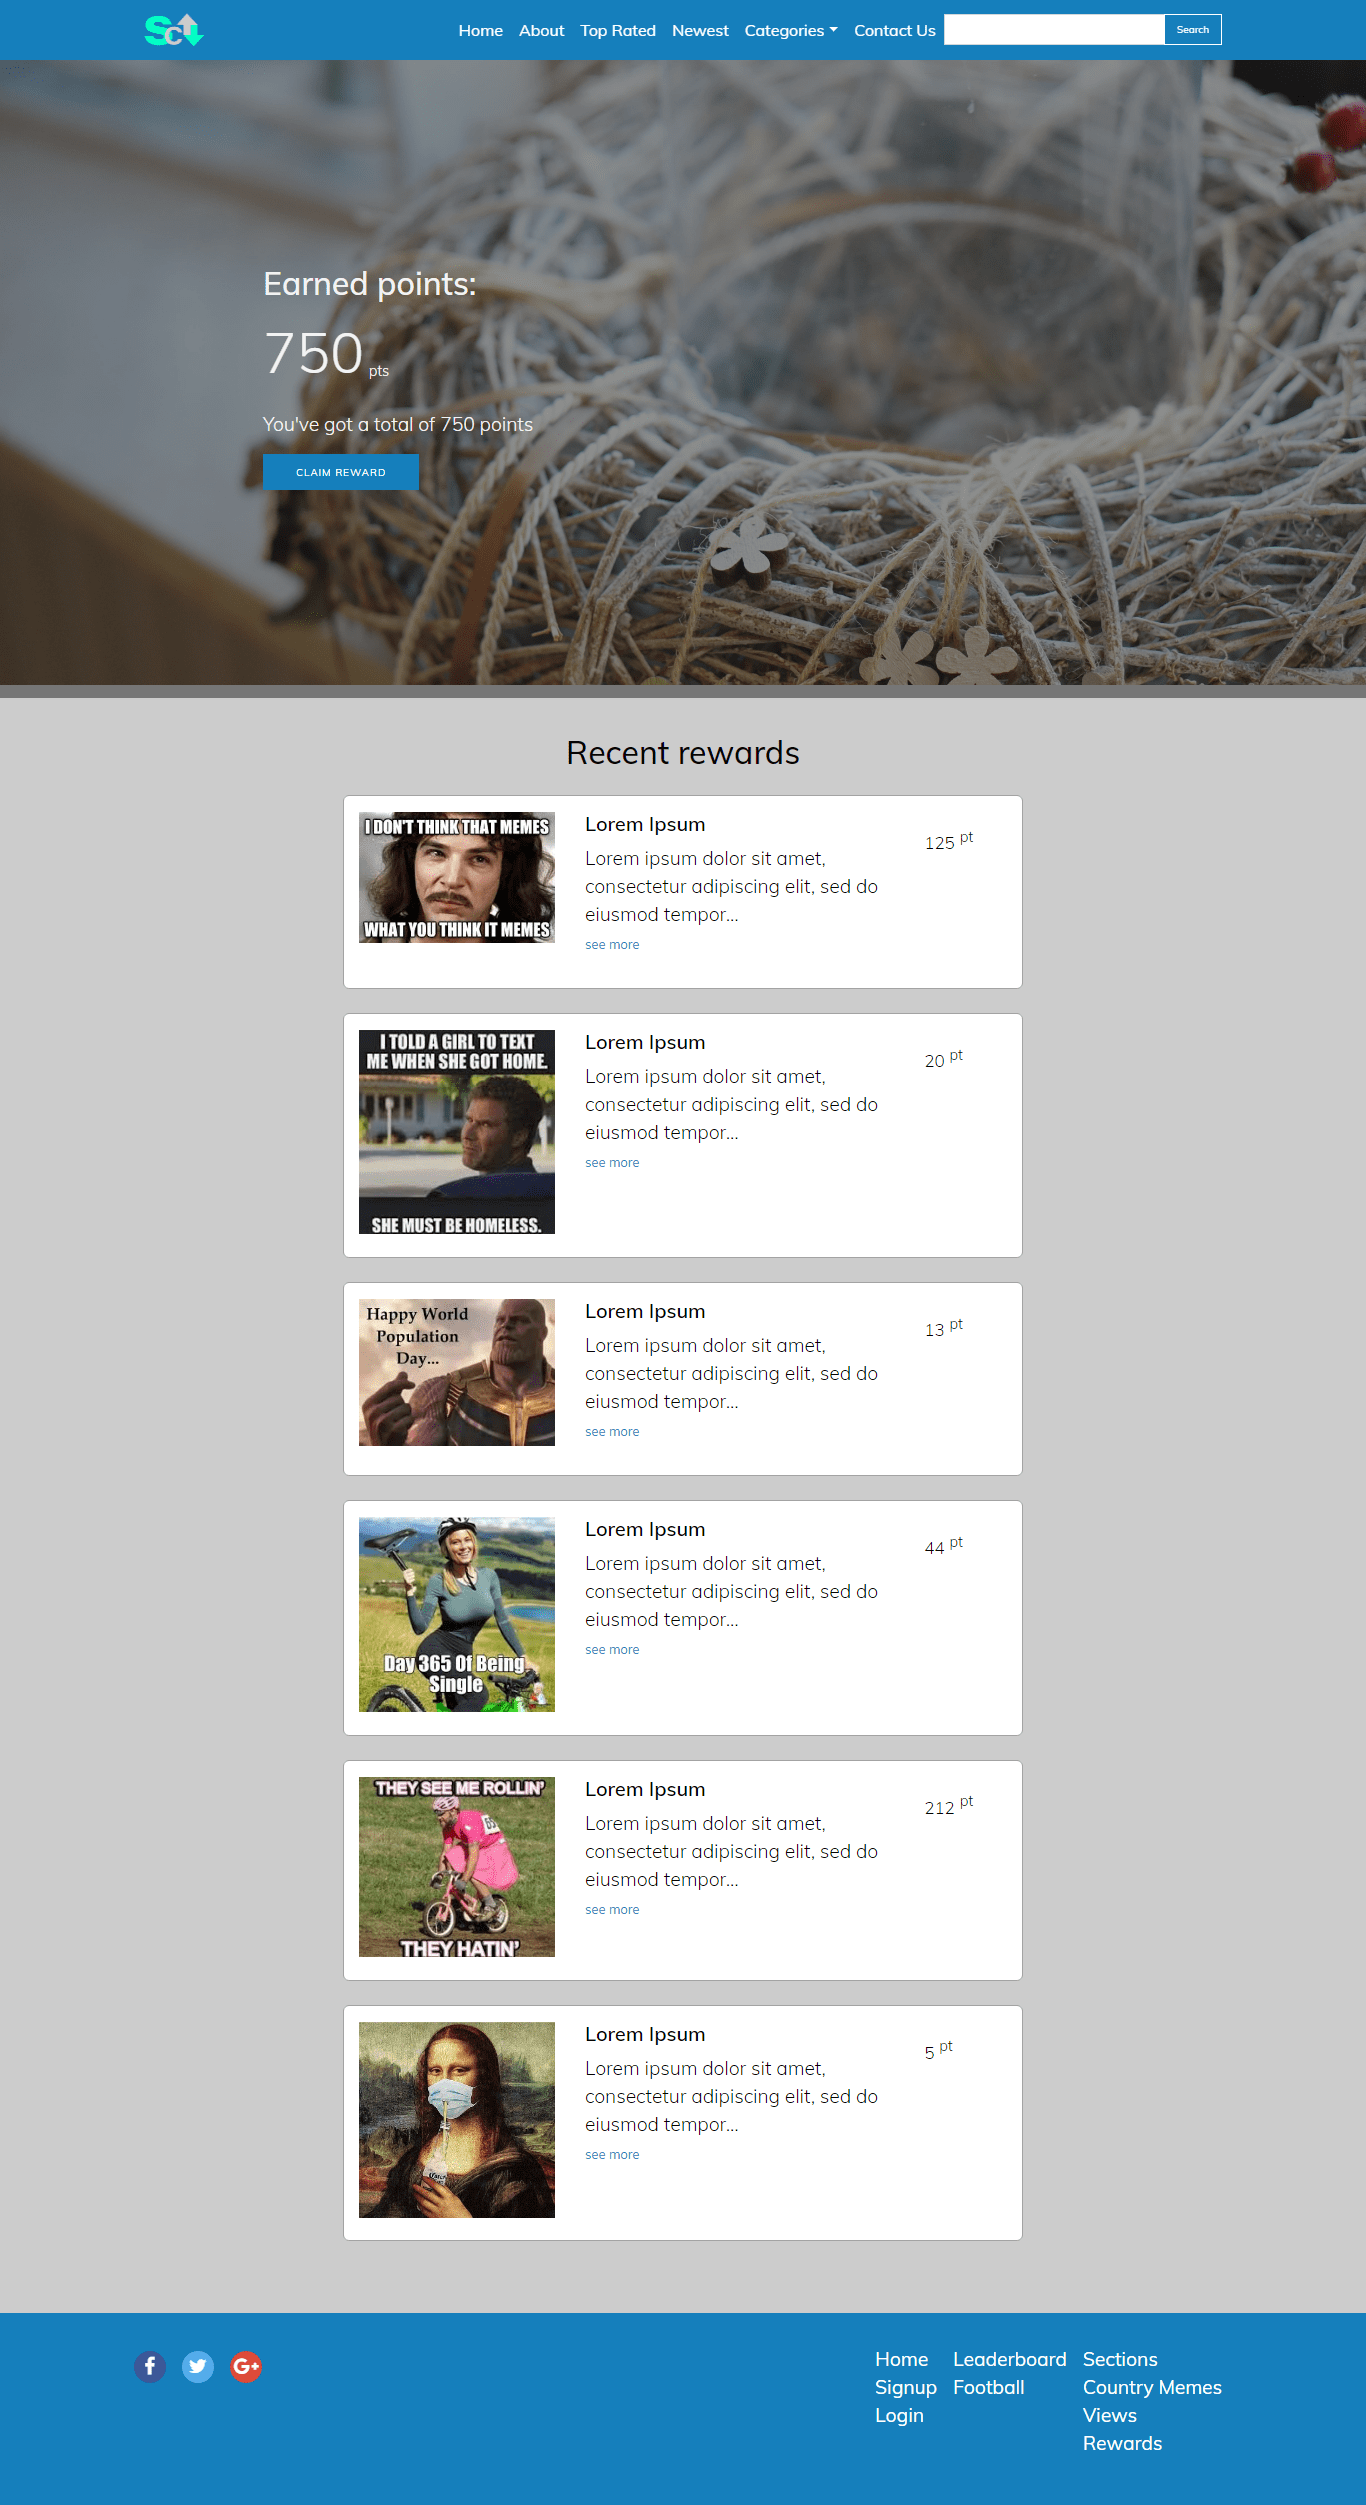 Sc
Home About Top Rated Newest Categories Contact Us Search
Earned points:
750 pts
You've got a total of 750 points
CLAIM REWARD
Recent rewards
I DON'T THINK THAT MEMES
WHAT YOU THINK IT MEMES
Lorem Ipsum
Lorem ipsum dolor sit amet,
consectetur adipiscing elit, sed do
eiusmod tempor...
see more
125 pt
I TOLD A GIRL TO TEXT
ME WHEN SHE GOT HOME.
SHE MUST BE HOMELESS.
Lorem Ipsum
Lorem ipsum dolor sit amet,
consectetur adipiscing elit, sed do
eiusmod tempor...
see more
20 pt
Happy World
Population
Day...
Lorem Ipsum
Lorem ipsum dolor sit amet,
consectetur adipiscing elit, sed do
eiusmod tempor...
see more
13 pt
Day 365 Of Being
Single
Lorem Ipsum
Lorem ipsum dolor sit amet,
consectetur adipiscing elit, sed do
eiusmod tempor...
see more
44 pt
THEY SEE ME ROLLIN'
THEY HATIN'
Lorem Ipsum
Lorem ipsum dolor sit amet,
consectetur adipiscing elit, sed do
eiusmod tempor...
see more
212 pt
Lorem Ipsum
Lorem ipsum dolor sit amet,
consectetur adipiscing elit, sed do
eiusmod tempor...
see more
5 pt
f G+
Home Leaderboard Sections
Signup Football Country Memes
Login Views
Rewards